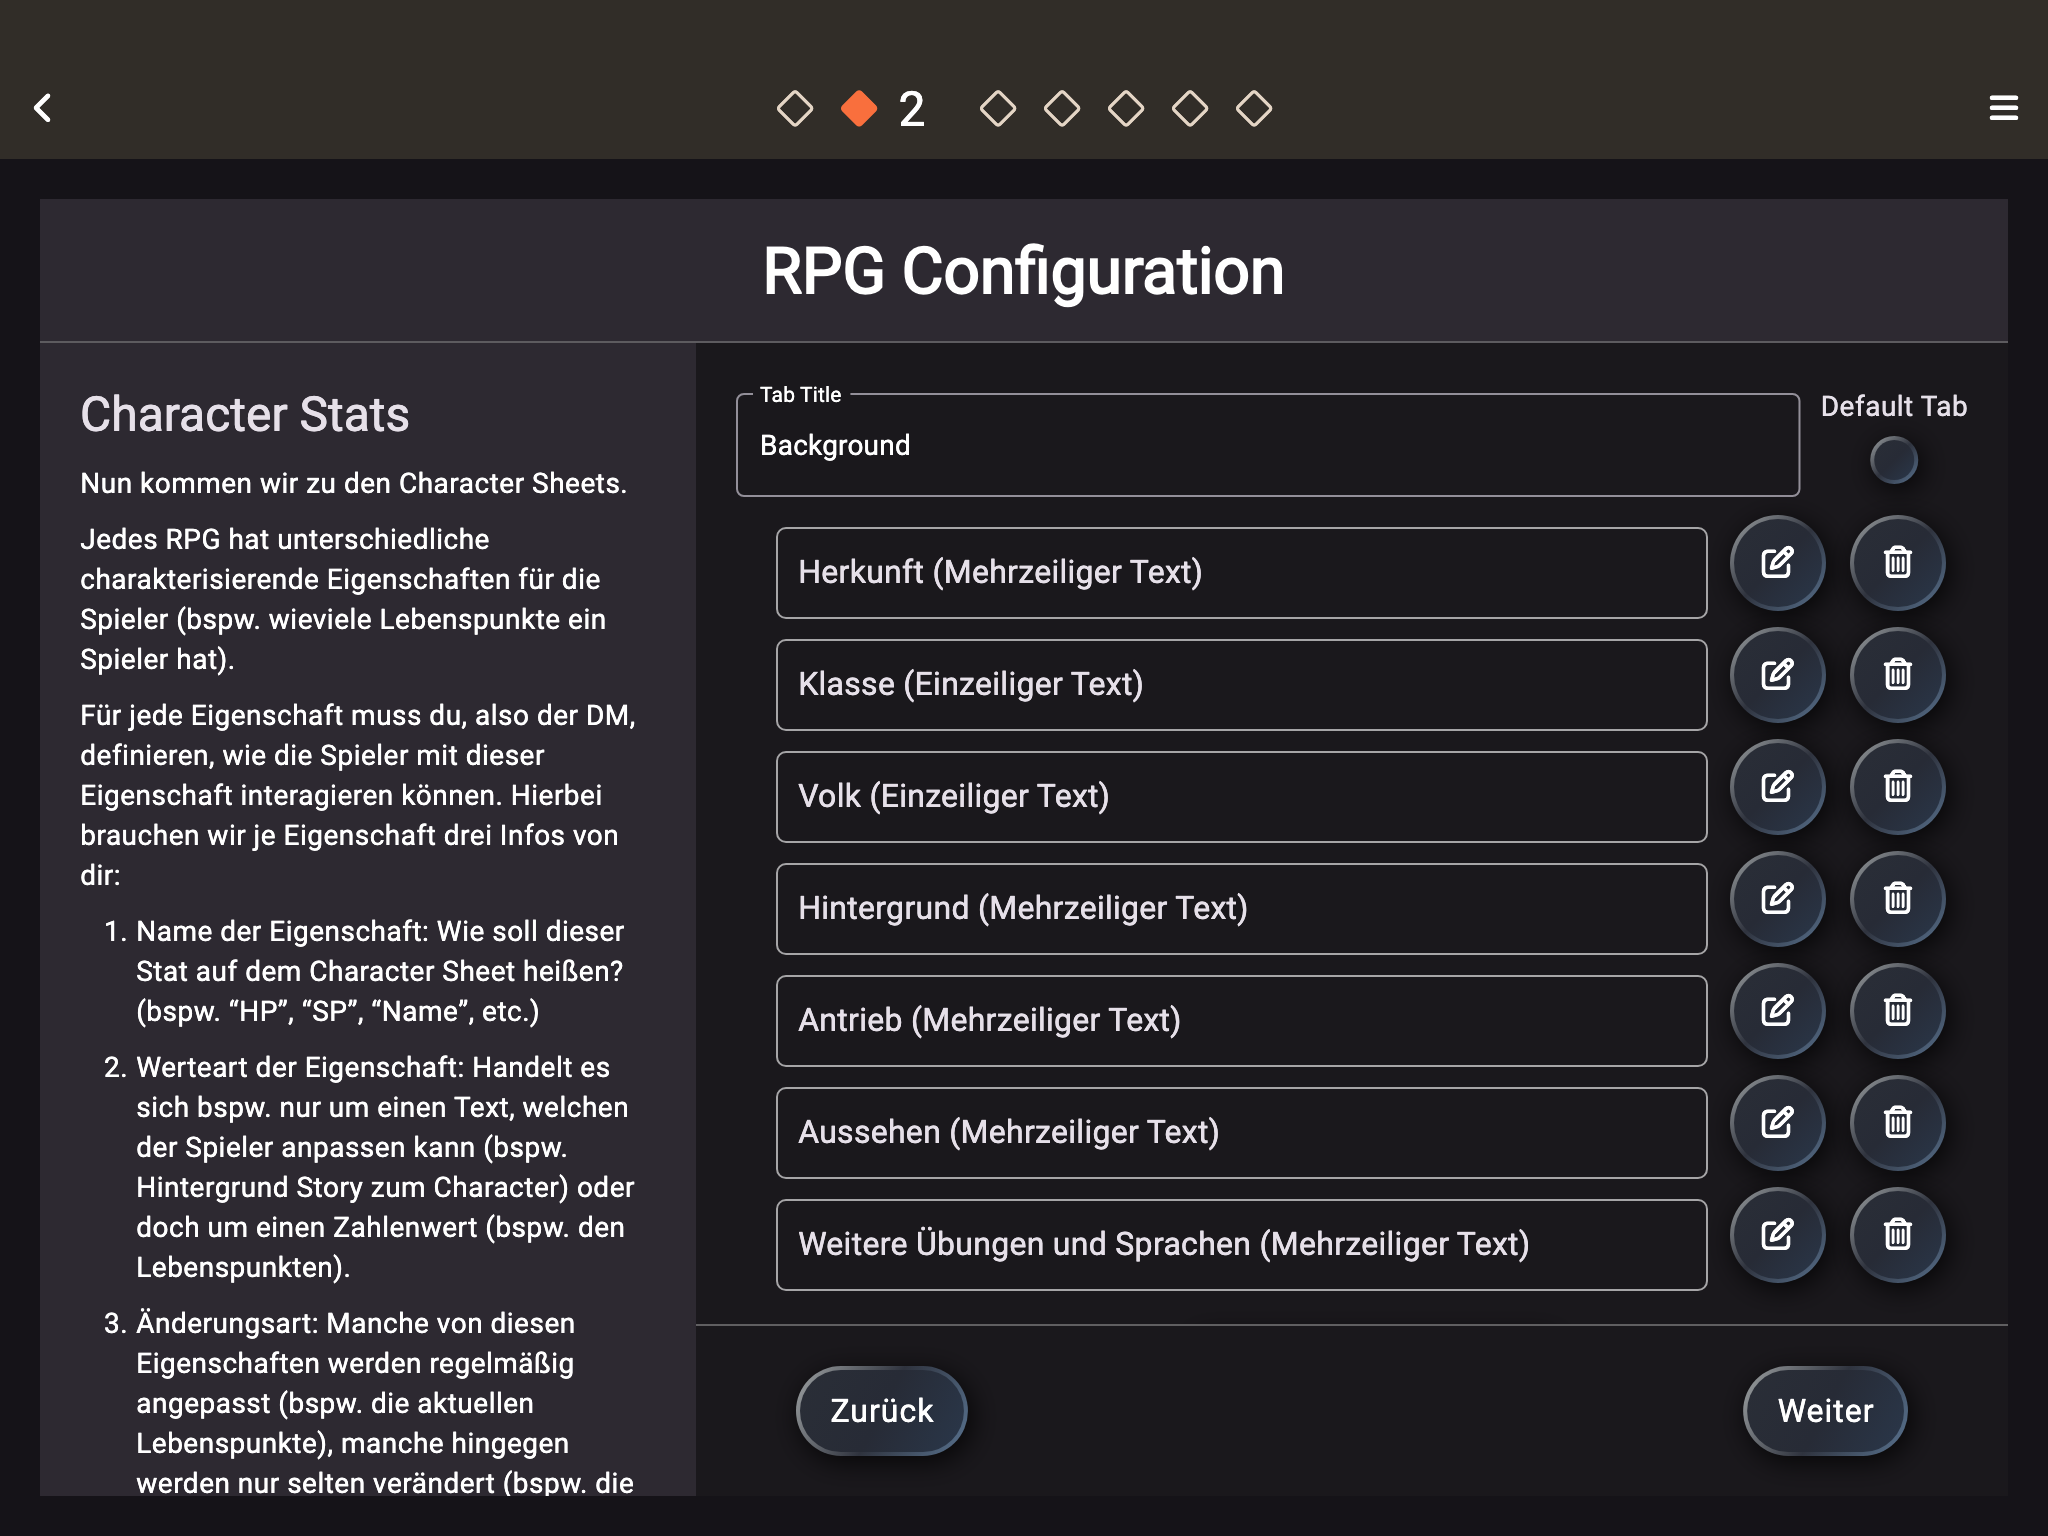 2
RPG Configuration
Character Stats
Nun kommen wir zu den Character Sheets.
Jedes RPG hat unterschiedliche
charakterisierende Eigenschaften für die
Spieler (bspw. wieviele Lebenspunkte ein
Spieler hat).
Für jede Eigenschaft muss du, also der DM,
definieren, wie die Spieler mit dieser
Eigenschaft interagieren können. Hierbei
brauchen wir je Eigenschaft drei Infos von
dir:
1. Name der Eigenschaft: Wie soll dieser
Stat auf dem Character Sheet heißen?
(bspw. “HP”, “SP”, “Name”, etc.)
2. Werteart der Eigenschaft: Handelt es
sich bspw. nur um einen Text, welchen
der Spieler anpassen kann (bspw.
Hintergrund Story zum Character) oder
doch um einen Zahlenwert (bspw. den
Lebenspunkten).
3. Änderungsart: Manche von diesen
Eigenschaften werden regelmäßig
angepasst (bspw. die aktuellen
Lebenspunkte), manche hingegen
werden nur selten verändert (bspw. die
Tab Title
Background
Default Tab
Herkunft (Mehrzeiliger Text)
Klasse (Einzeiliger Text)
Volk (Einzeiliger Text)
Hintergrund (Mehrzeiliger Text)
Antrieb (Mehrzeiliger Text)
Aussehen (Mehrzeiliger Text)
Weitere Übungen und Sprachen (Mehrzeiliger Text)
Zurück
Weiter